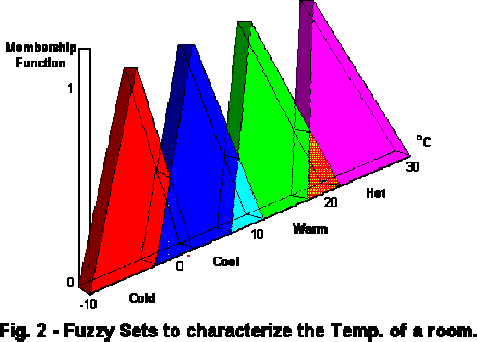 Membership
Function
1
°C
30
20
Hot
Warm
10
Cool
0
0
-10
Cold
Fig. 2 - Fuzzy Sets to characterize the Temp. of a room.